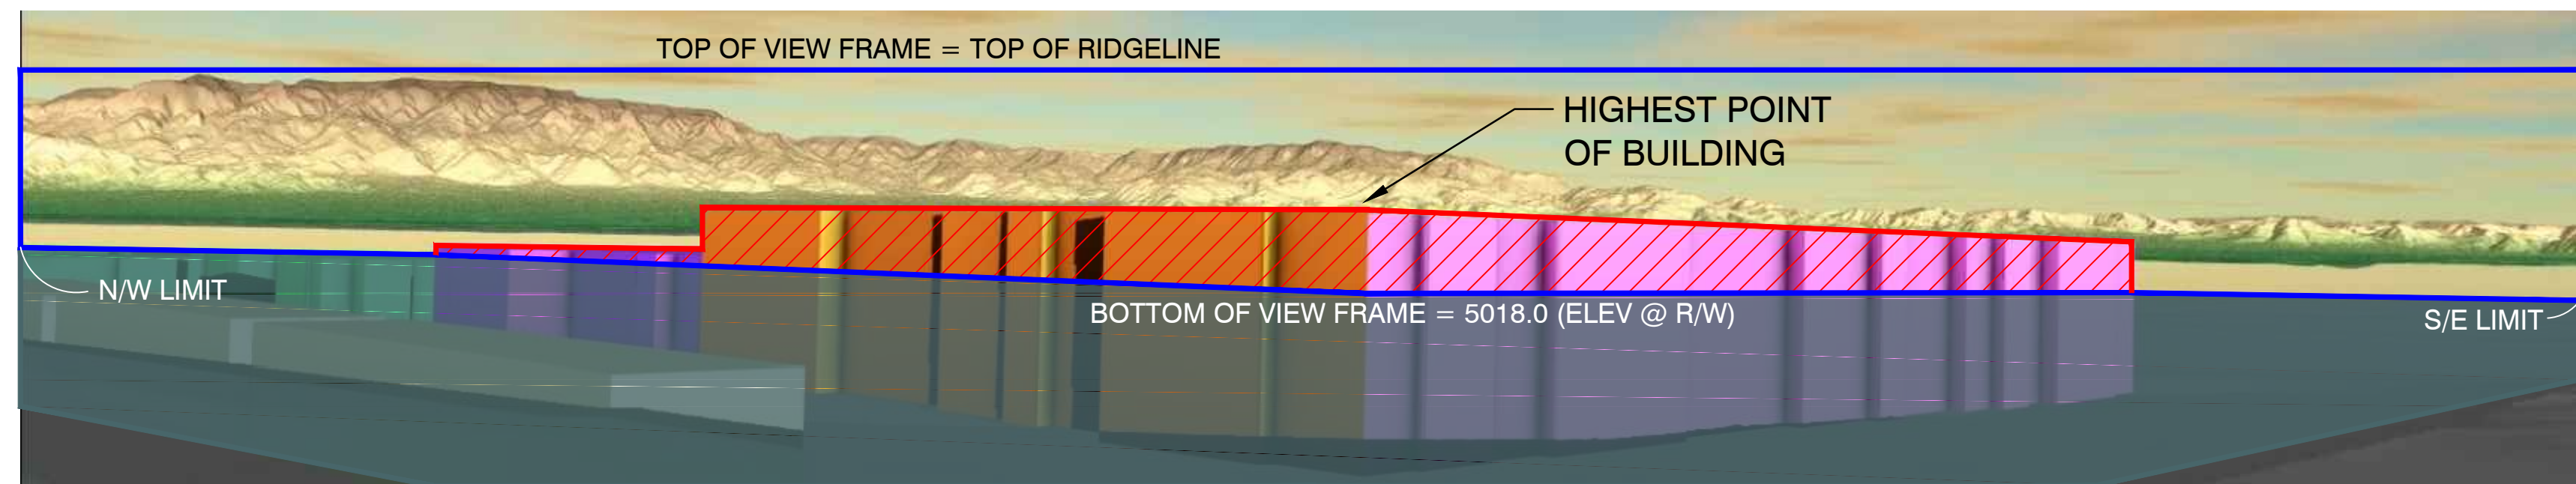 TOP OF VIEW FRAME = TOP OF RIDGELINE
HIGHEST POINT
OF BUILDING
N/W LIMIT
BOTTOM OF VIEW FRAME = 5018.0 (ELEV @ R/W)
S/E LIMIT